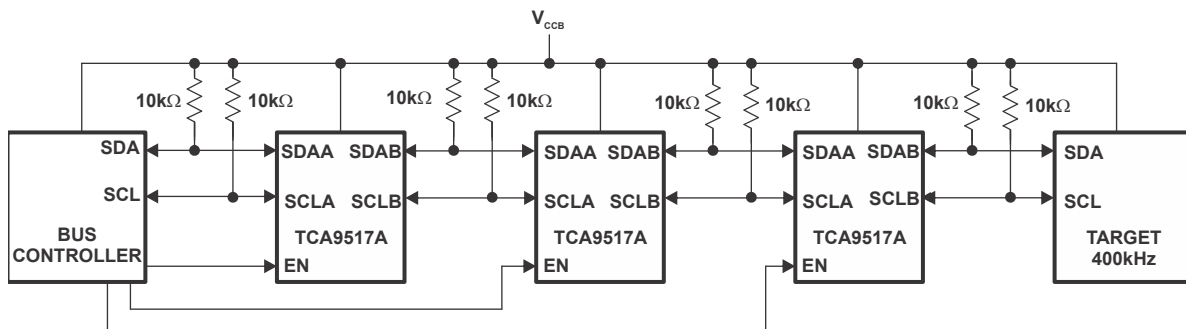 V_CCB
10kΩ 10kΩ 10kΩ 10kΩ 10kΩ 10kΩ 10kΩ 10kΩ
SDA SDAA SDAB SDAA SDAB SDAA SDAB SDA
SCL SCLA SCLB SCLA SCLB SCLA SCLB SCL
BUS
CONTROLLER
TCA9517A
EN
TCA9517A
EN
TCA9517A
EN
TARGET
400kHz